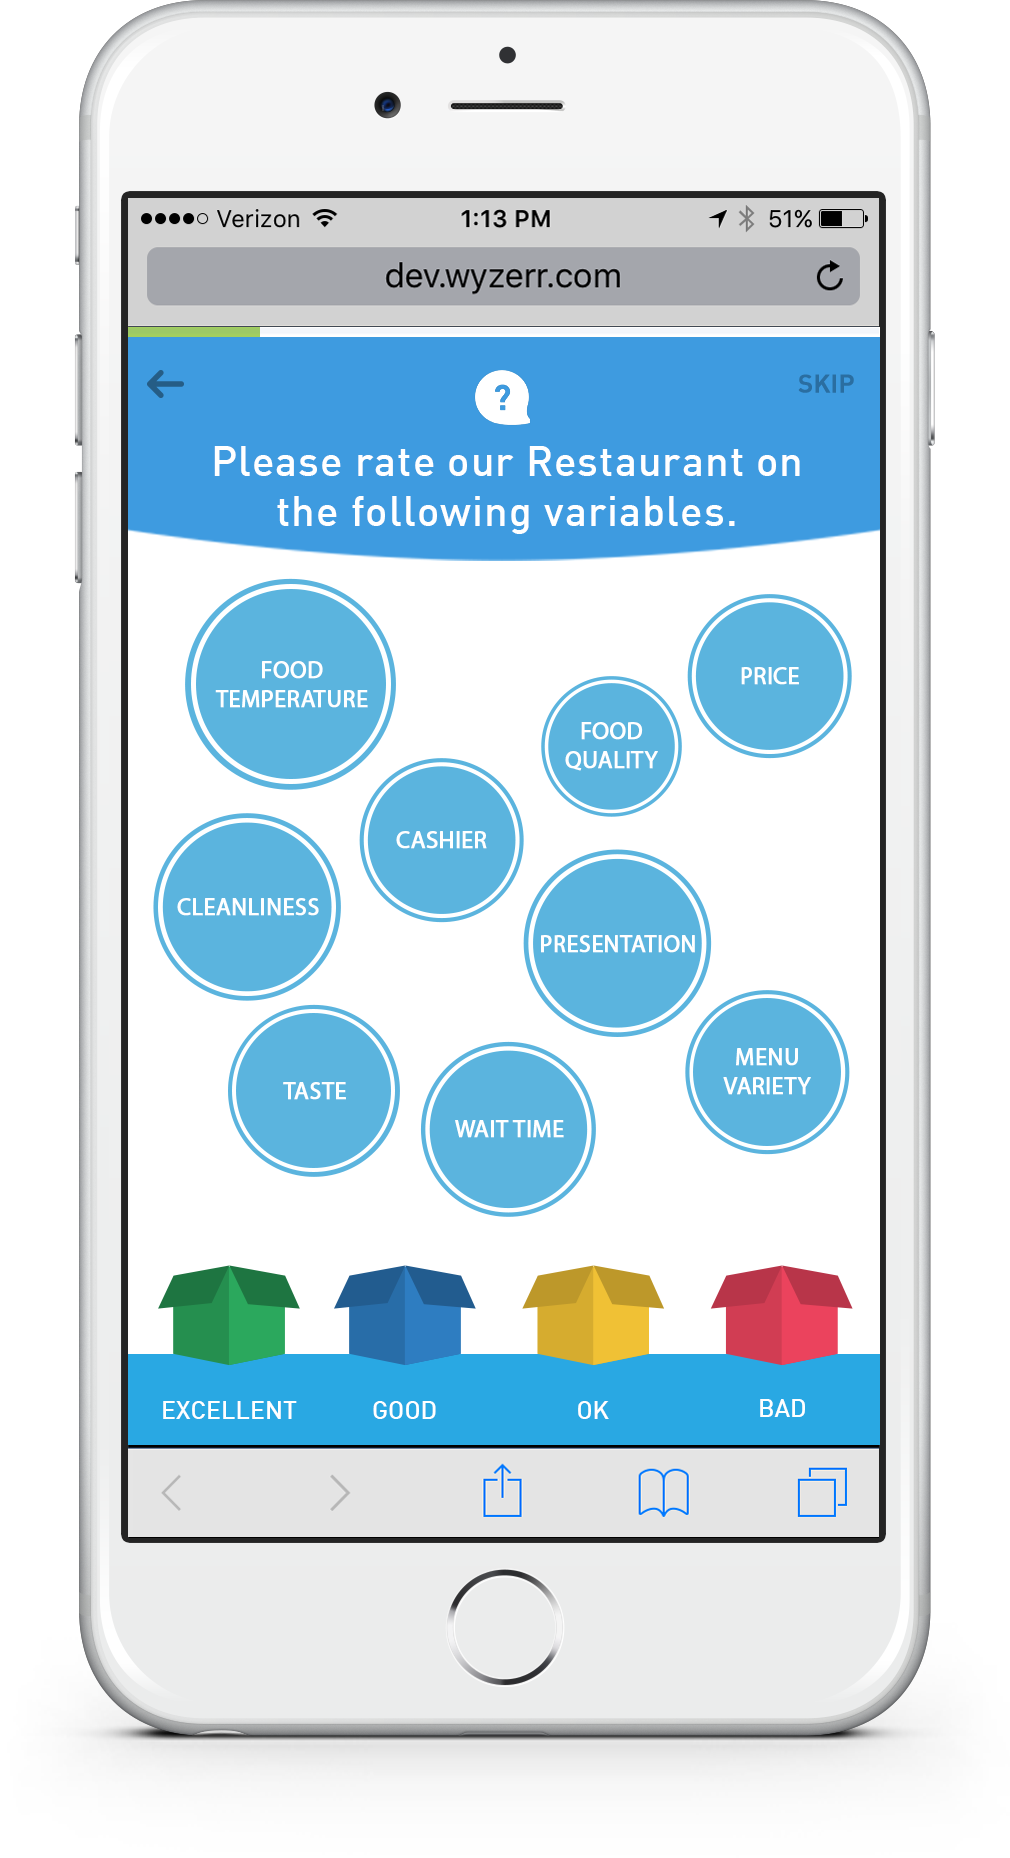 Verizon
1:13 PM
51%
dev.wyzerr.com
SKIP
?
Please rate our Restaurant on
the following variables.
FOOD
TEMPERATURE
PRICE
FOOD
QUALITY
CASHIER
CLEANLINESS
PRESENTATION
MENU
VARIETY
TASTE
WAIT TIME
EXCELLENT
GOOD
OK
BAD